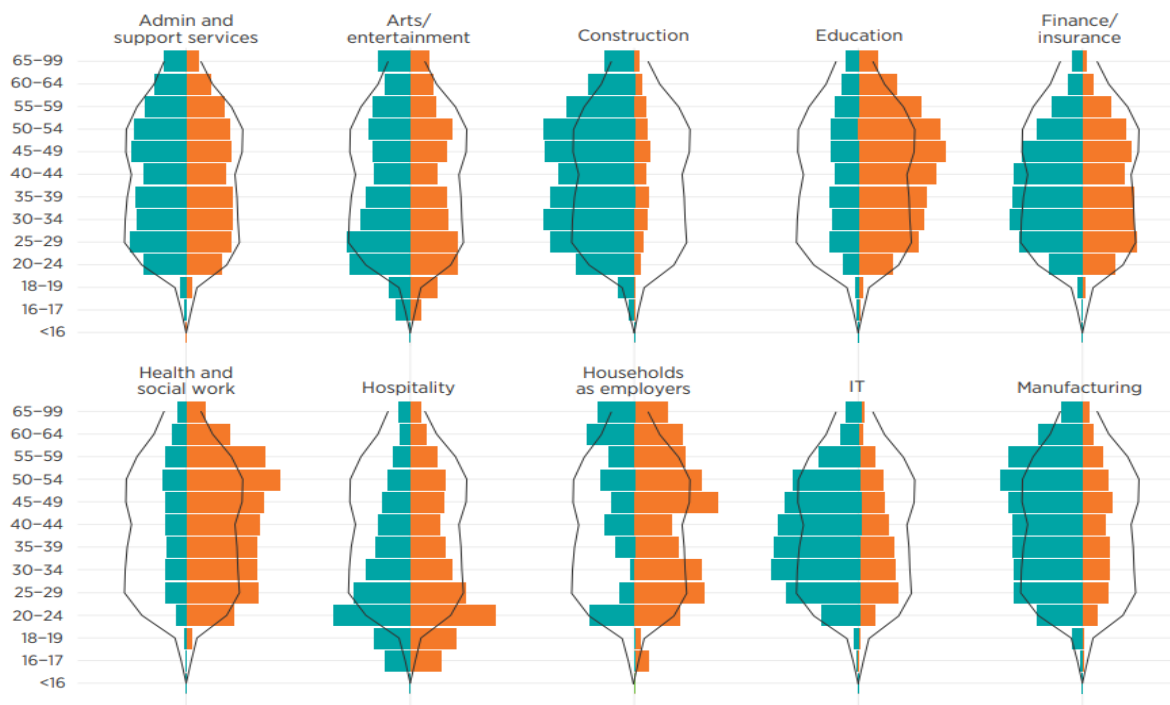 Admin and
support services
Arts/
entertainment
Construction
Education
Finance/
insurance
65–99
60–64
55–59
50–54
45–49
40–44
35–39
30–34
25–29
20–24
18–19
16–17
<16
Health and
social work
Hospitality
Households
as employers
IT
Manufacturing
65–99
60–64
55–59
50–54
45–49
40–44
35–39
30–34
25–29
20–24
18–19
16–17
<16